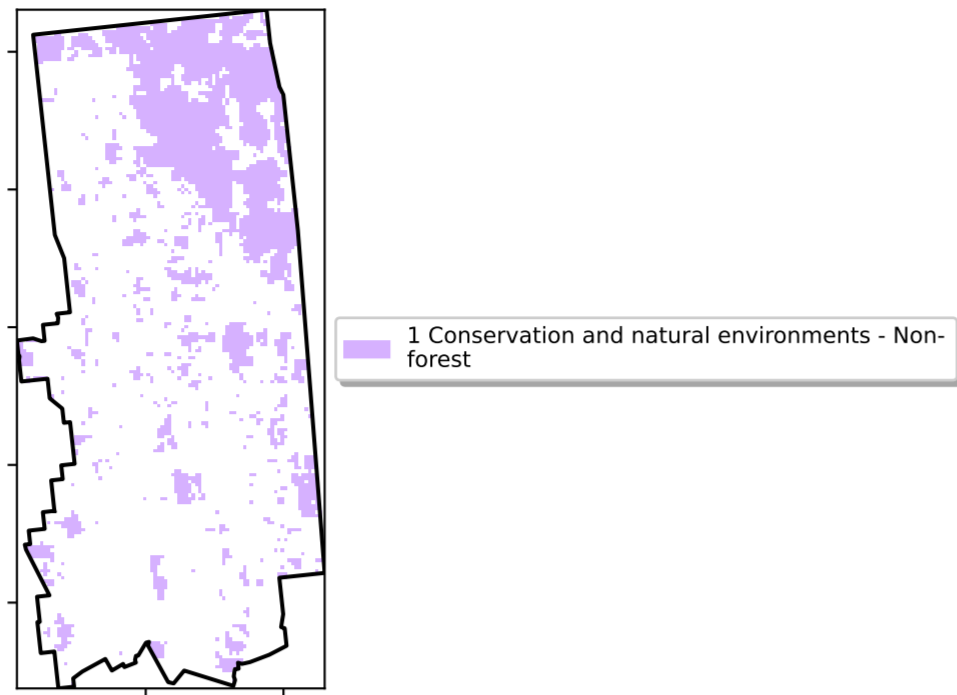 1 Conservation and natural environments - Non-
forest